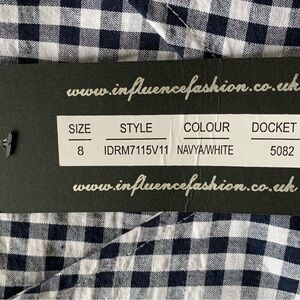 www.influencefashion.co.uk
SIZE STYLE COLOUR DOCKET
8 IDRM7115V11 NAVY/WHITE 5082
www.influencefashion.co.uk